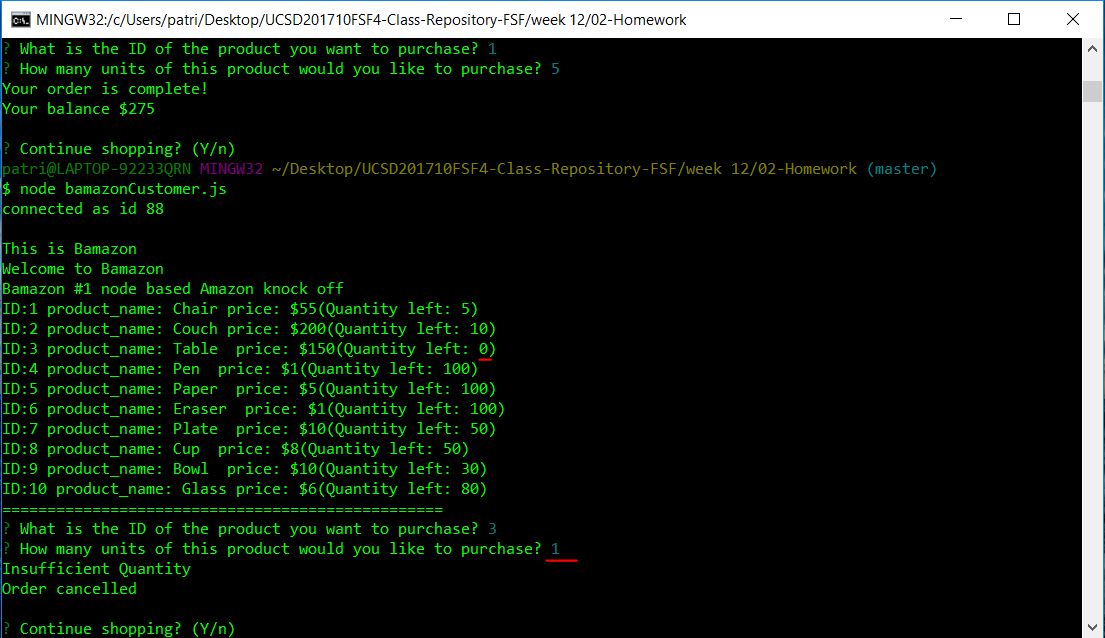 MINGW32:/c/Users/patri/Desktop/UCSD201710FSF4-Class-Repository-FSF/week 12/02-Homework
? What is the ID of the product you want to purchase? 1
? How many units of this product would you like to purchase? 5
Your order is complete!
Your balance $275
? Continue shopping? (Y/n)
patri@LAPTOP-92233QRN MINGW32 ~/Desktop/UCSD201710FSF4-Class-Repository-FSF/week 12/02-Homework (master)
$ node bamazonCustomer.js
connected as id 88
This is Bamazon
Welcome to Bamazon
Bamazon #1 node based Amazon knock off
ID:1 product_name: Chair price: $55(Quantity left: 5)
ID:2 product_name: Couch price: $200(Quantity left: 10)
ID:3 product_name: Table  price: $150(Quantity left: 0)
ID:4 product_name: Pen  price: $1(Quantity left: 100)
ID:5 product_name: Paper  price: $5(Quantity left: 100)
ID:6 product_name: Eraser  price: $1(Quantity left: 100)
ID:7 product_name: Plate  price: $10(Quantity left: 50)
ID:8 product_name: Cup  price: $8(Quantity left: 50)
ID:9 product_name: Bowl  price: $10(Quantity left: 30)
ID:10 product_name: Glass price: $6(Quantity left: 80)
=================================================
? What is the ID of the product you want to purchase? 3
? How many units of this product would you like to purchase? 1
Insufficient Quantity
Order cancelled
? Continue shopping? (Y/n)